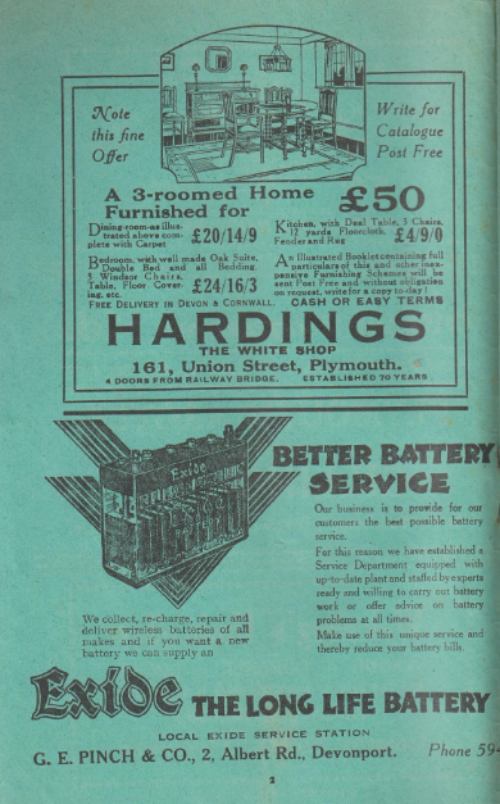 Note
this fine
Offer
Write for
Catalogue
Post Free
A 3-roomed Home
Furnished for
£50
Dining-room as illus-
trated above com-
plete with Carpet
£20/14/9
Kitchen, with Deal Table, 3 Chairs,
12 yards Floorcloth,
Fender and Rug
£4/9/0
Bedroom, with well made Oak Suite,
Double Bed and all Bedding,
3 Windsor Chairs,
Table, Floor Cover-
ing, etc.
£24/16/3
An Illustrated Booklet containing full
particulars of this and other inex-
pensive Furnishing Schemes will be
sent Post Free and without obligation
on request, write for a copy to-day!
FREE DELIVERY IN DEVON & CORNWALL.
CASH OR EASY TERMS
HARDINGS
THE WHITE SHOP
161, Union Street, Plymouth.
4 DOORS FROM RAILWAY BRIDGE.
ESTABLISHED 70 YEARS
Exide
BETTER BATTERY
SERVICE
Our business is to provide for our
customers the best possible battery
service.
For this reason we have established a
Service Department equipped with
up-to-date plant and staffed by experts
ready and willing to carry out battery
work or offer advice on battery
problems at all times.
Make use of this unique service and
thereby reduce your battery bills.
We collect, re-charge, repair and
deliver wireless batteries of all
makes and if you want a new
battery we can supply an
Exide THE LONG LIFE BATTERY
LOCAL EXIDE SERVICE STATION
G. E. PINCH & CO., 2, Albert Rd., Devonport.
Phone 594
2